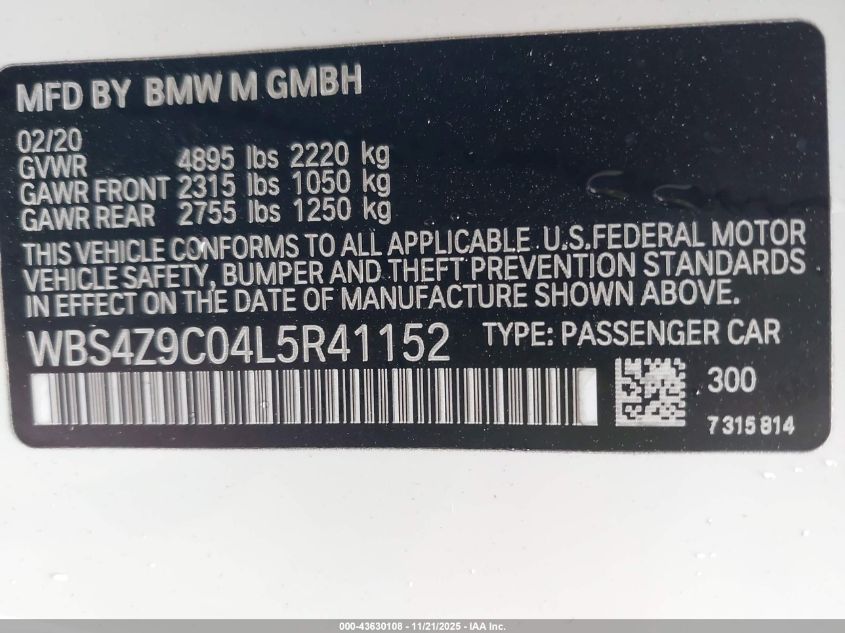 MFD BY BMW M GMBH
02/20
GVWR 4895 lbs 2220 kg
GAWR FRONT 2315 lbs 1050 kg
GAWR REAR 2755 lbs 1250 kg
THIS VEHICLE CONFORMS TO ALL APPLICABLE U.S.FEDERAL MOTOR
VEHICLE SAFETY, BUMPER AND THEFT PREVENTION STANDARDS
IN EFFECT ON THE DATE OF MANUFACTURE SHOWN ABOVE.
WBS4Z9C04L5R41152 TYPE: PASSENGER CAR
300
7315814
000-43630108 - 11/21/2025 - IAA Inc.